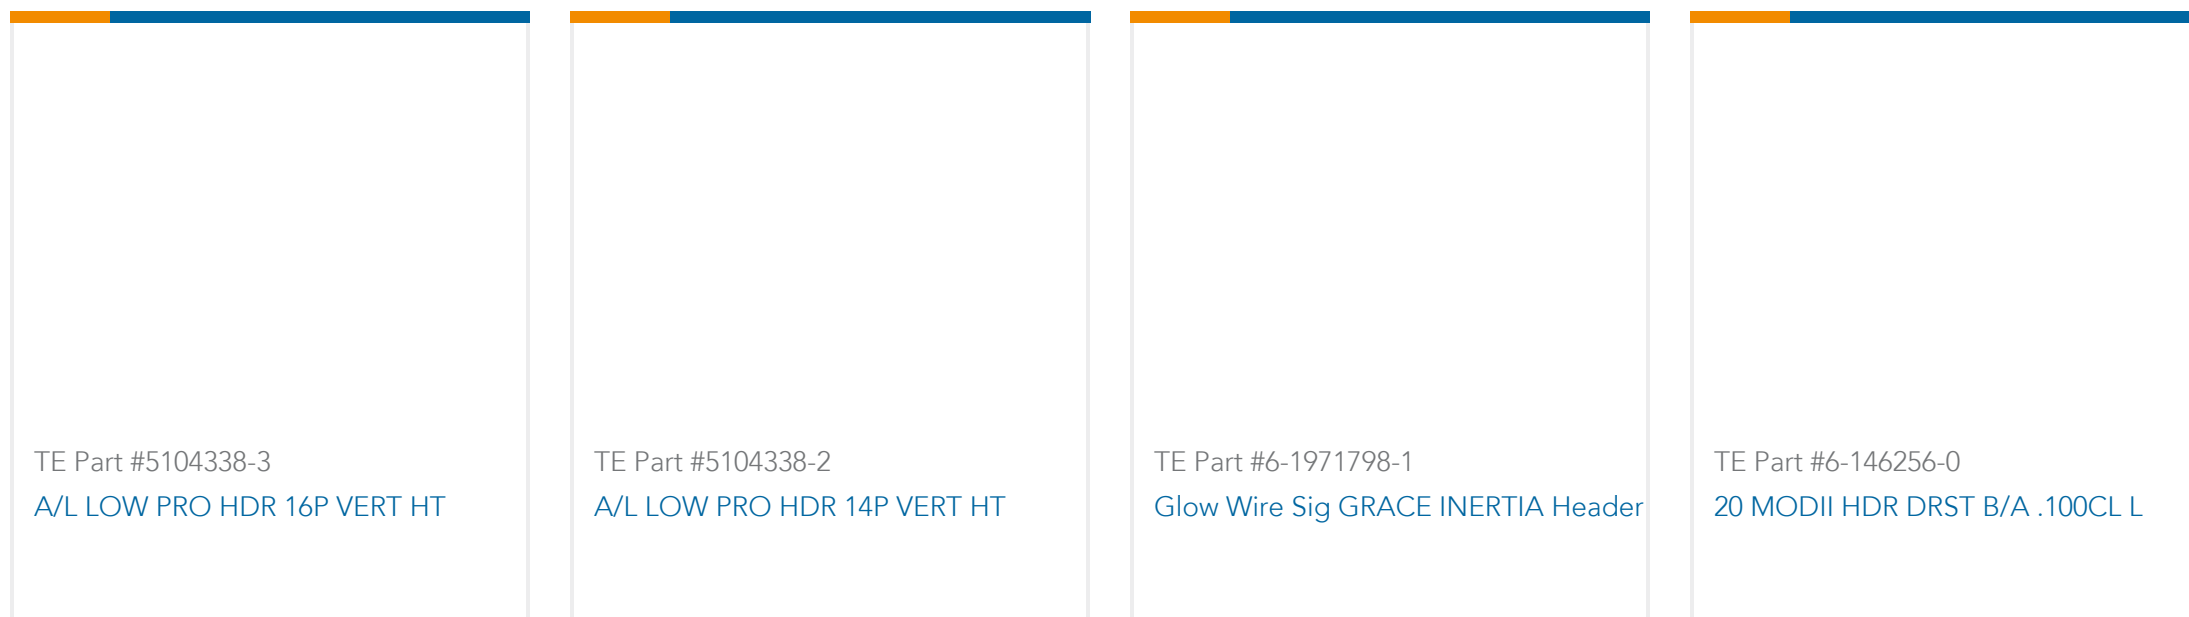 TE Part #5104338-3
A/L LOW PRO HDR 16P VERT HT
TE Part #5104338-2
A/L LOW PRO HDR 14P VERT HT
TE Part #6-1971798-1
Glow Wire Sig GRACE INERTIA Header
TE Part #6-146256-0
20 MODII HDR DRST B/A .100CL L